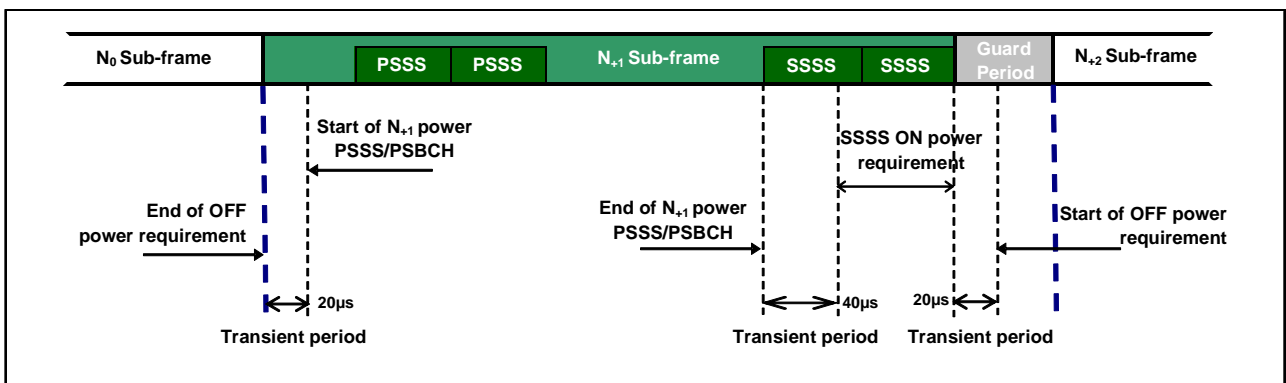 N₀ Sub-frame
PSSS
PSSS
N₊₁ Sub-frame
SSSS
SSSS
Guard
Period
N₊₂ Sub-frame
Start of N₊₁ power
PSSS/PSBCH
SSSS ON power
requirement
End of OFF
power requirement
End of N₊₁ power
PSSS/PSBCH
Start of OFF power
requirement
20µs
40µs
20µs
Transient period
Transient period
Transient period